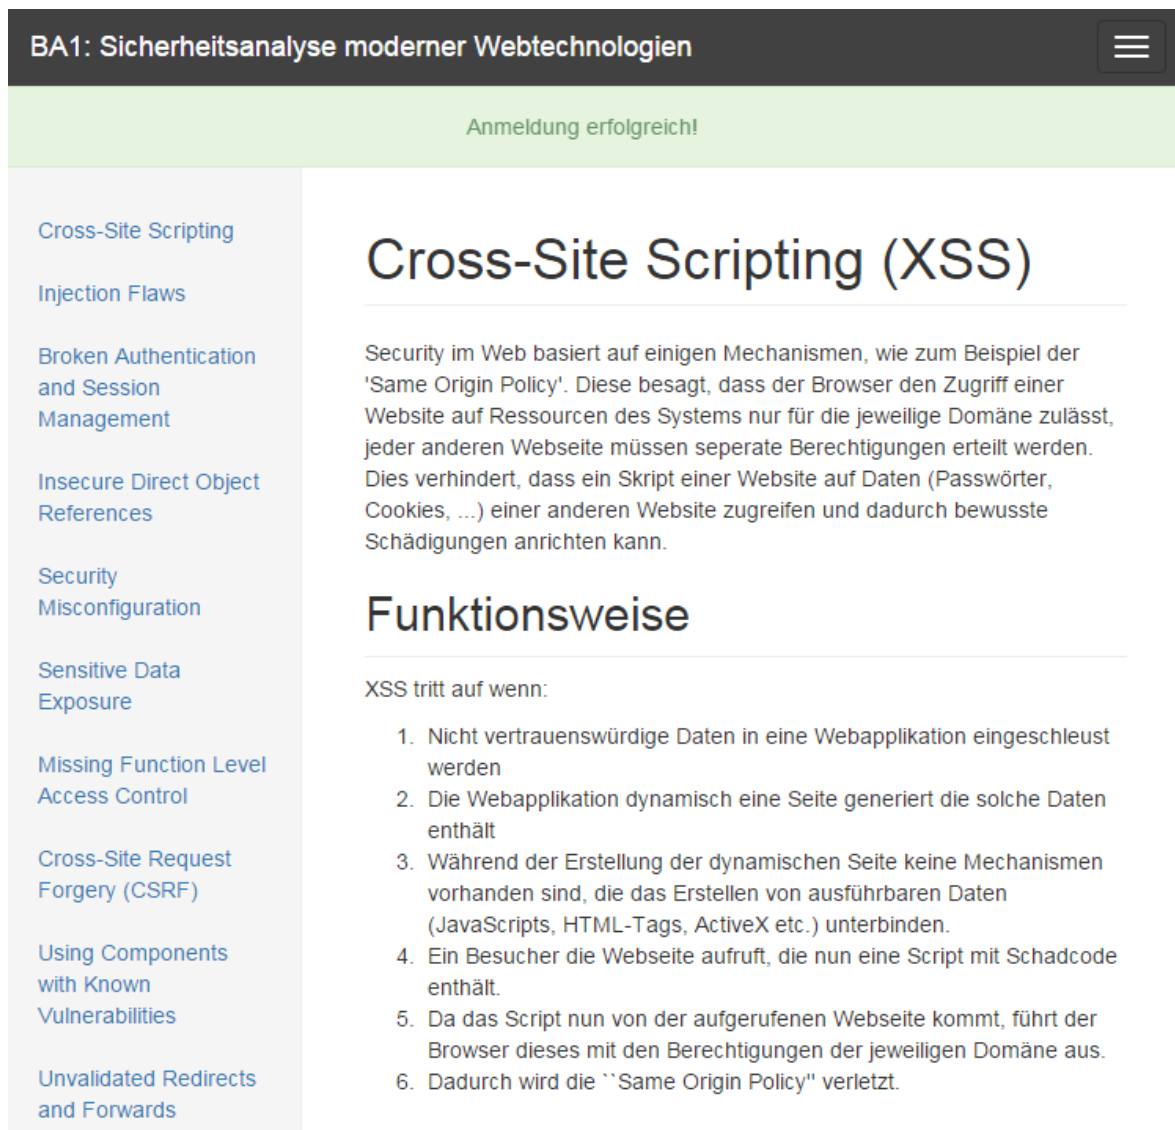 BA1: Sicherheitsanalyse moderner Webtechnologien
Anmeldung erfolgreich!
Cross-Site Scripting
Injection Flaws
Broken Authentication
and Session
Management
Insecure Direct Object
References
Security
Misconfiguration
Sensitive Data
Exposure
Missing Function Level
Access Control
Cross-Site Request
Forgery (CSRF)
Using Components
with Known
Vulnerabilities
Unvalidated Redirects
and Forwards
Cross-Site Scripting (XSS)
Security im Web basiert auf einigen Mechanismen, wie zum Beispiel der
'Same Origin Policy'. Diese besagt, dass der Browser den Zugriff einer
Website auf Ressourcen des Systems nur für die jeweilige Domäne zulässt,
jeder anderen Webseite müssen seperate Berechtigungen erteilt werden.
Dies verhindert, dass ein Skript einer Website auf Daten (Passwörter,
Cookies, ...) einer anderen Website zugreifen und dadurch bewusste
Schädigungen anrichten kann.
Funktionsweise
XSS tritt auf wenn:
1. Nicht vertrauenswürdige Daten in eine Webapplikation eingeschleust
werden
2. Die Webapplikation dynamisch eine Seite generiert die solche Daten
enthält
3. Während der Erstellung der dynamischen Seite keine Mechanismen
vorhanden sind, die das Erstellen von ausführbaren Daten
(JavaScripts, HTML-Tags, ActiveX etc.) unterbinden.
4. Ein Besucher die Webseite aufruft, die nun eine Script mit Schadcode
enthält.
5. Da das Script nun von der aufgerufenen Webseite kommt, führt der
Browser dieses mit den Berechtigungen der jeweiligen Domäne aus.
6. Dadurch wird die ``Same Origin Policy'' verletzt.